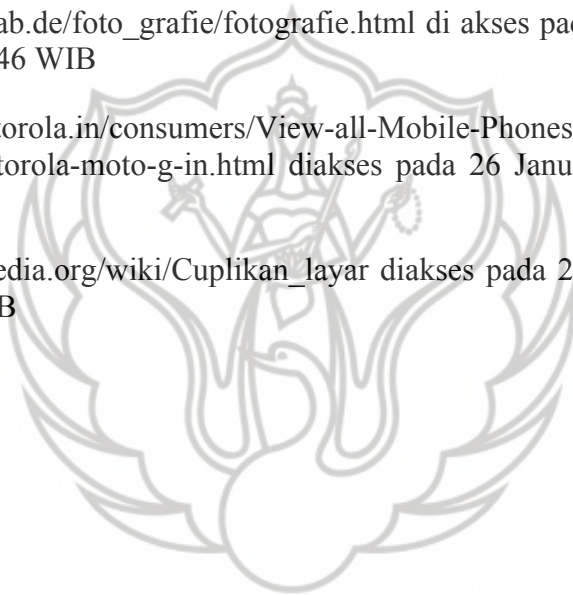 ab.de/foto_grafie/fotografie.html di akses pad
46 WIB
torola.in/consumers/View-all-Mobile-Phones
torola-moto-g-in.html diakses pada 26 Janu
edia.org/wiki/Cuplikan_layar diakses pada 2
B